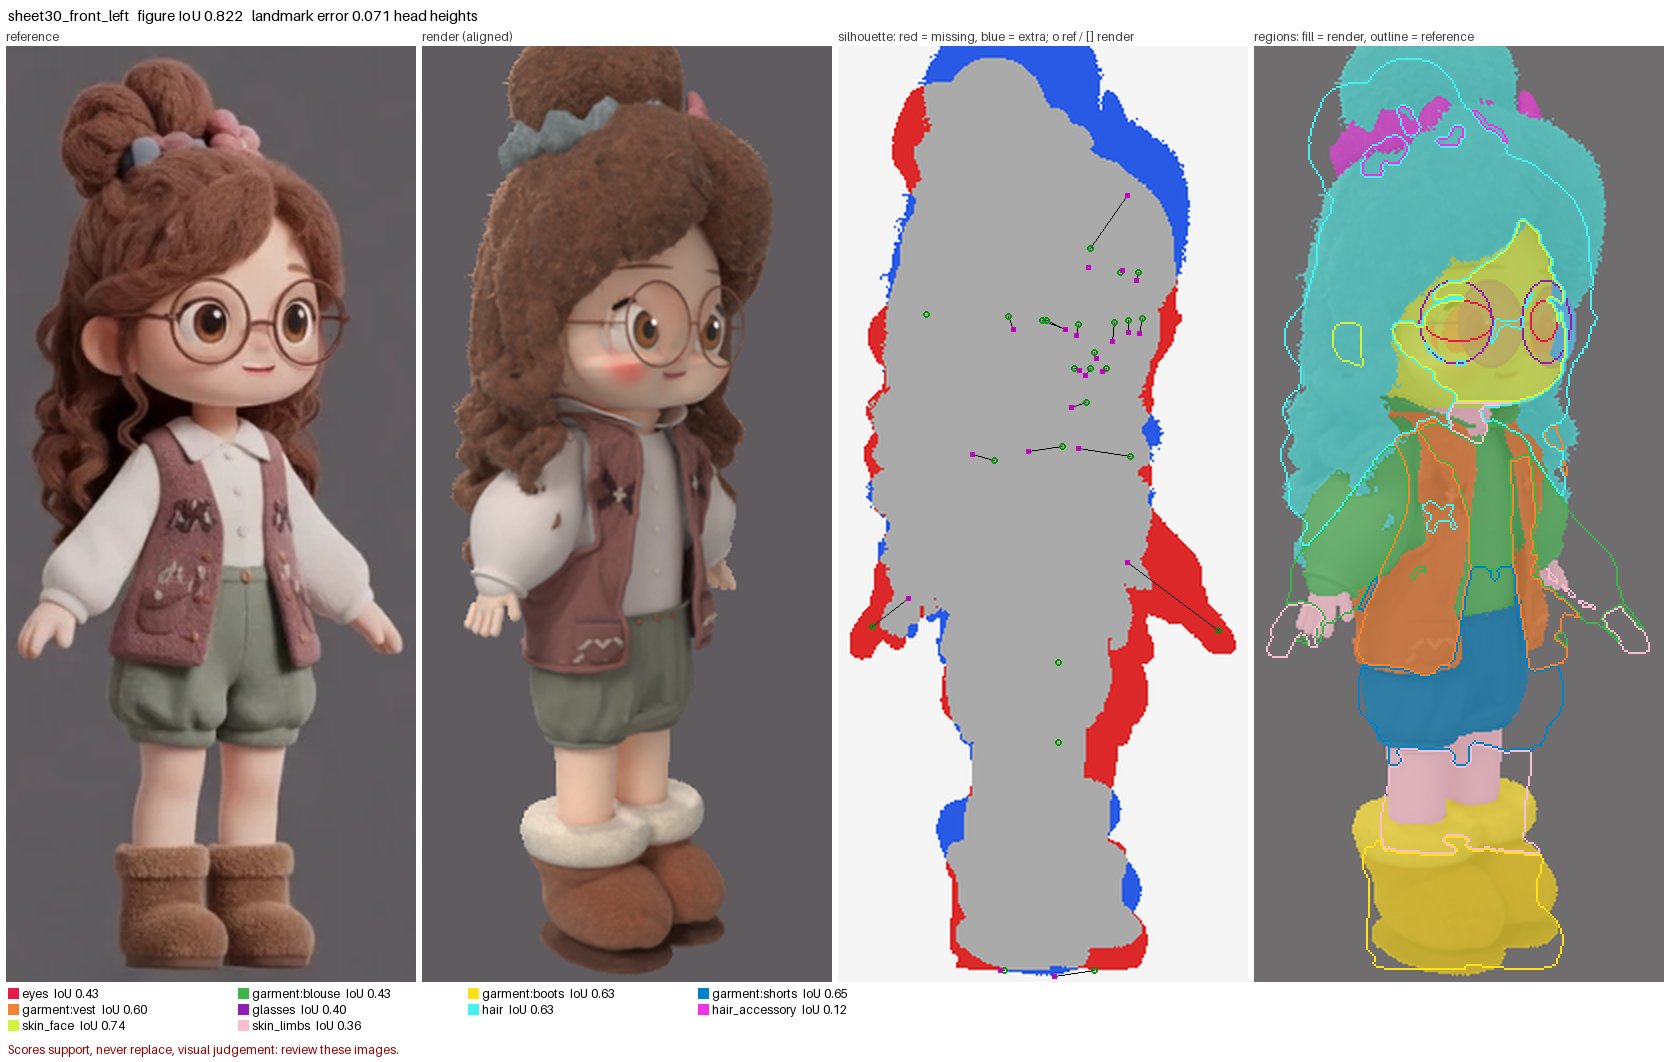 sheet30_front_left figure IoU 0.822 landmark error 0.071 head heights
reference
render (aligned)
silhouette: red = missing, blue = extra; o ref / [] render
regions: fill = render, outline = reference
eyes IoU 0.43
garment:blouse IoU 0.43
garment:boots IoU 0.63
garment:shorts IoU 0.65
garment:vest IoU 0.60
glasses IoU 0.40
hair IoU 0.63
hair_accessory IoU 0.12
skin_face IoU 0.74
skin_limbs IoU 0.36
Scores support, never replace, visual judgement: review these images.